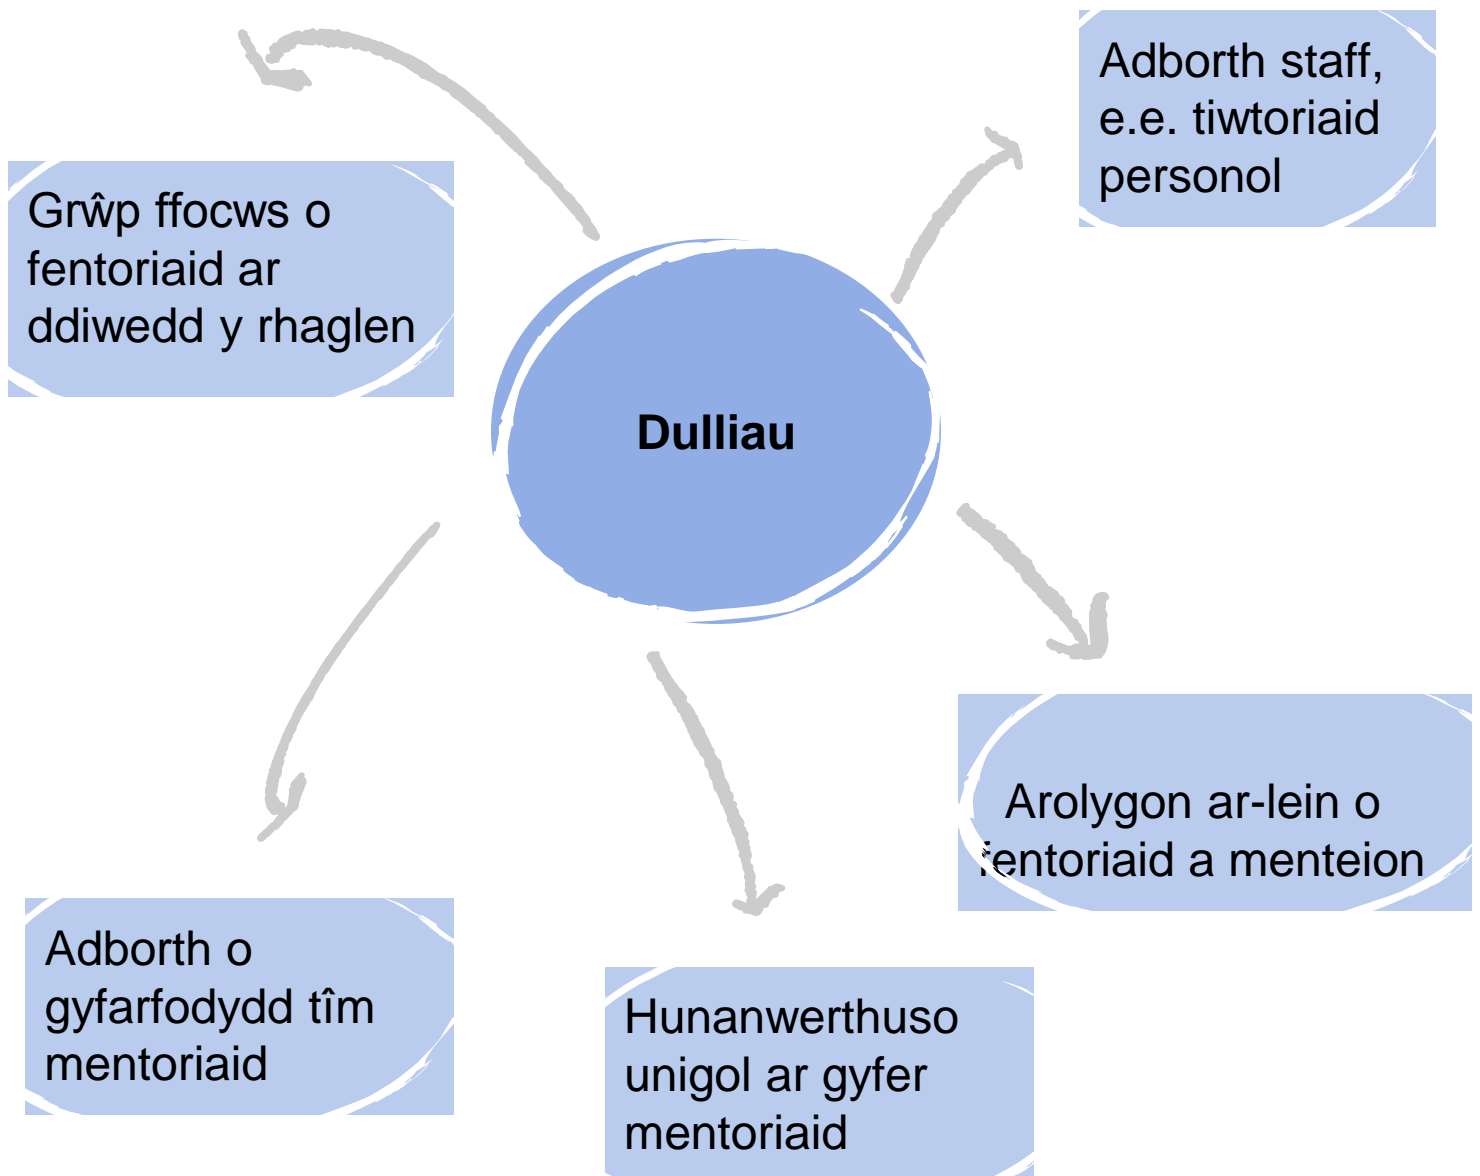 Adborth staff,
e.e. tiwtoriaid
personol
Grŵp ffocws o
fentoriaid ar
ddiwedd y rhaglen
Dulliau
Arolygon ar-lein o
fentoriaid a menteion
Adborth o
gyfarfodydd tîm
mentoriaid
Hunanwerthuso
unigol ar gyfer
mentoriaid